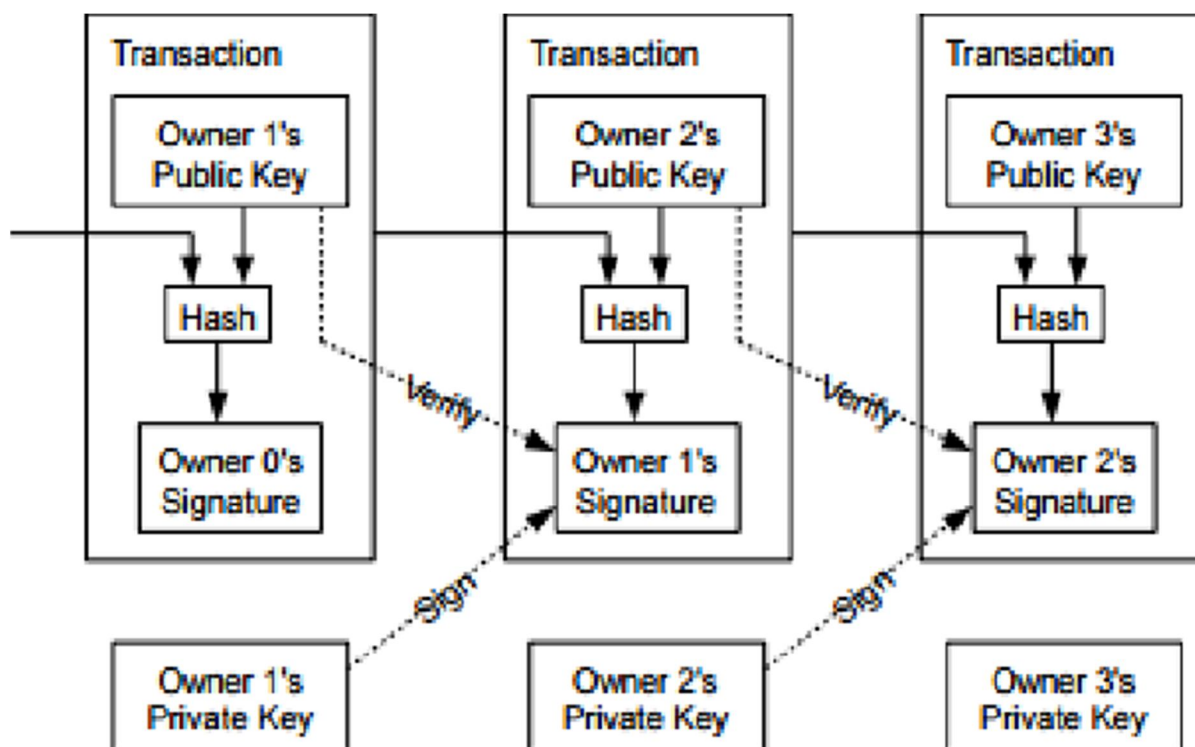 Transaction
Transaction
Transaction
Owner 1's
Public Key
Owner 2's
Public Key
Owner 3's
Public Key
Hash
Hash
Hash
Verify
Verify
Owner 0's
Signature
Owner 1's
Signature
Owner 2's
Signature
Sign
Sign
Owner 1's
Private Key
Owner 2's
Private Key
Owner 3's
Private Key